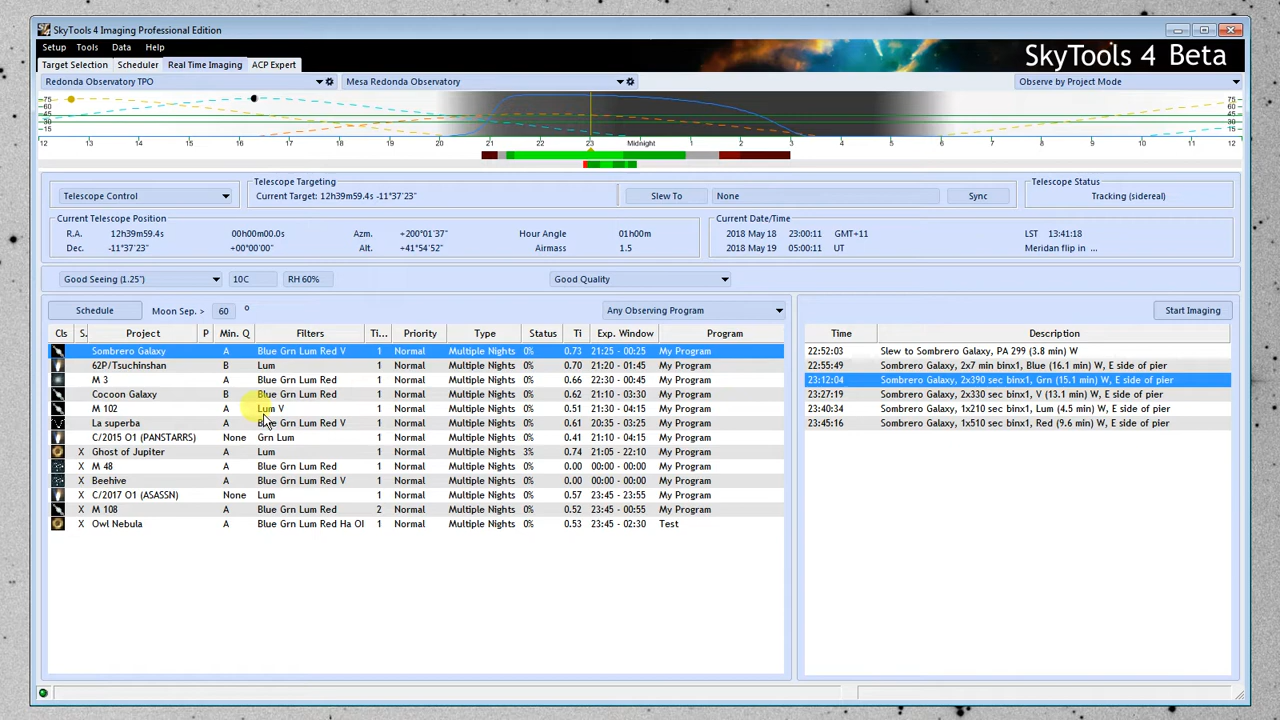 SkyTools 4 Imaging Professional Edition
Setup Tools Data Help
SkyTools 4 Beta
Target Selection Scheduler Real Time Imaging ACP Expert
Redonda Observatory TPO Mesa Redonda Observatory Observe by Project Mode
75 75
60 60
45 45
30 30
15 15
12 13 14 15 16 17 18 19 20 21 22 23 Midnight 1 2 3 4 5 6 7 8 9 10 11 12
Telescope Control
Telescope Targeting
Current Target: 12h39m59.4s -11°37'23"
Slew To None Sync
Telescope Status
Tracking (sidereal)
Current Telescope Position
R.A. 12h39m59.4s 00h00m00.0s Azm. +200°01'37" Hour Angle 01h00m
Dec. -11°37'23" +00°00'00" Alt. +41°54'52" Airmass 1.5
Current Date/Time
2018 May 18 23:00:11 GMT+11 LST 13:41:18
2018 May 19 05:00:11 UT Meridan flip in ...
Good Seeing (1.25") 10C RH 60% Good Quality
Schedule Moon Sep. > 60 ° Any Observing Program
Cls S. Project P Min. Q Filters Ti... Priority Type Status Ti Exp. Window Program
Sombrero Galaxy A Blue Grn Lum Red V 1 Normal Multiple Nights 0% 0.73 21:25 - 00:25 My Program
62P/Tsuchinshan B Lum 1 Normal Multiple Nights 0% 0.70 21:20 - 01:45 My Program
M 3 A Blue Grn Lum Red 1 Normal Multiple Nights 0% 0.66 22:30 - 00:45 My Program
Cocoon Galaxy B Blue Grn Lum Red 1 Normal Multiple Nights 0% 0.62 21:10 - 03:30 My Program
M 102 A Lum V 1 Normal Multiple Nights 0% 0.51 21:30 - 04:15 My Program
La superba A Blue Grn Lum Red V 1 Normal Multiple Nights 0% 0.61 20:35 - 03:25 My Program
C/2015 O1 (PANSTARRS) None Grn Lum 1 Normal Multiple Nights 0% 0.41 21:10 - 04:15 My Program
X Ghost of Jupiter A Lum 1 Normal Multiple Nights 3% 0.74 21:05 - 22:10 My Program
X M 48 A Blue Grn Lum Red 1 Normal Multiple Nights 0% 0.00 00:00 - 00:00 My Program
X Beehive A Blue Grn Lum Red V 1 Normal Multiple Nights 0% 0.00 00:00 - 00:00 My Program
X C/2017 O1 (ASASSN) None Lum 1 Normal Multiple Nights 0% 0.57 23:45 - 23:55 My Program
X M 108 A Blue Grn Lum Red 2 Normal Multiple Nights 0% 0.52 23:45 - 00:55 My Program
X Owl Nebula A Blue Grn Lum Red Ha OI 1 Normal Multiple Nights 0% 0.53 23:45 - 02:30 Test
Start Imaging
Time Description
22:52:03 Slew to Sombrero Galaxy, PA 299 (3.8 min) W
22:55:49 Sombrero Galaxy, 2x7 min binx1, Blue (16.1 min) W, E side of pier
23:12:04 Sombrero Galaxy, 2x390 sec binx1, Grn (15.1 min) W, E side of pier
23:27:19 Sombrero Galaxy, 2x330 sec binx1, V (13.1 min) W, E side of pier
23:40:34 Sombrero Galaxy, 1x210 sec binx1, Lum (4.5 min) W, E side of pier
23:45:16 Sombrero Galaxy, 1x510 sec binx1, Red (9.6 min) W, E side of pier